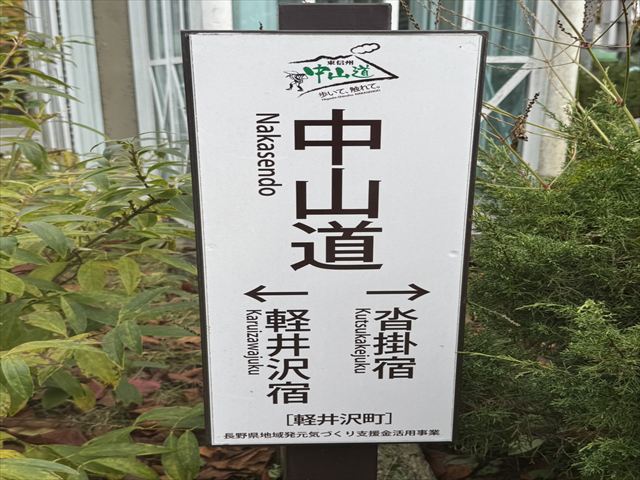 東信州
中山道
歩いて、触れて。
中山道
Nakasendo
←
軽井沢宿
Karuizawajuku
→
沓掛宿
Kutsukakejuku
[軽井沢町]
長野県地域発元気づくり支援金活用事業